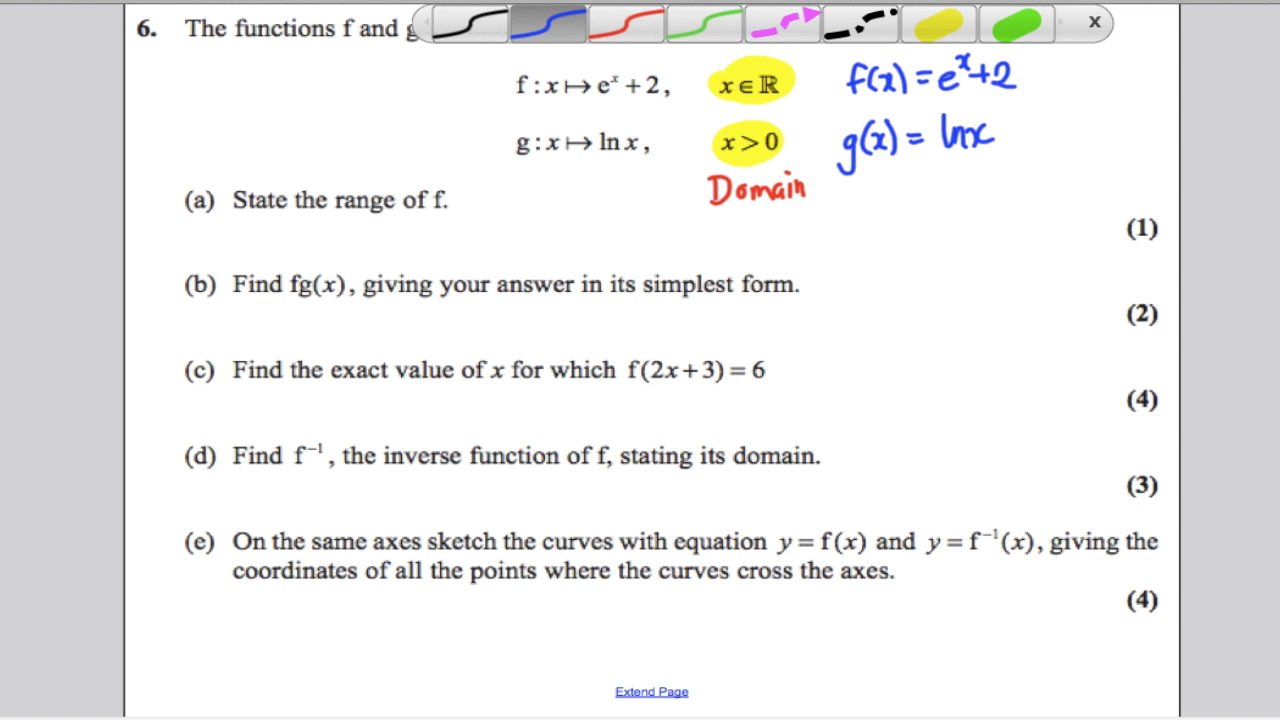 6. The functions f and g
x
f : x ↦ eˣ + 2, x ∈ ℝ f(x) = eˣ+2
g : x ↦ ln x, x > 0 g(x) = lnx
Domain
(a) State the range of f.
(1)
(b) Find fg(x), giving your answer in its simplest form.
(2)
(c) Find the exact value of x for which f(2x+3) = 6
(4)
(d) Find f⁻¹, the inverse function of f, stating its domain.
(3)
(e) On the same axes sketch the curves with equation y = f(x) and y = f⁻¹(x), giving the
coordinates of all the points where the curves cross the axes.
(4)
Extend Page